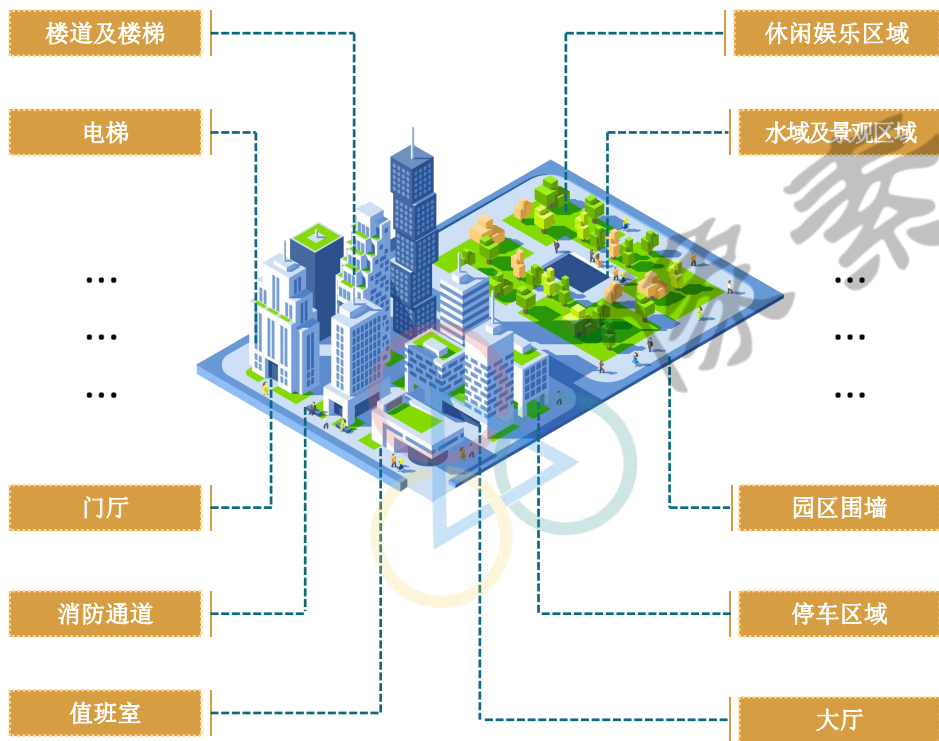 楼道及楼梯
休闲娱乐区域
电梯
水域及景观区域
...
...
...
...
...
...
门厅
园区围墙
消防通道
停车区域
值班室
大厅